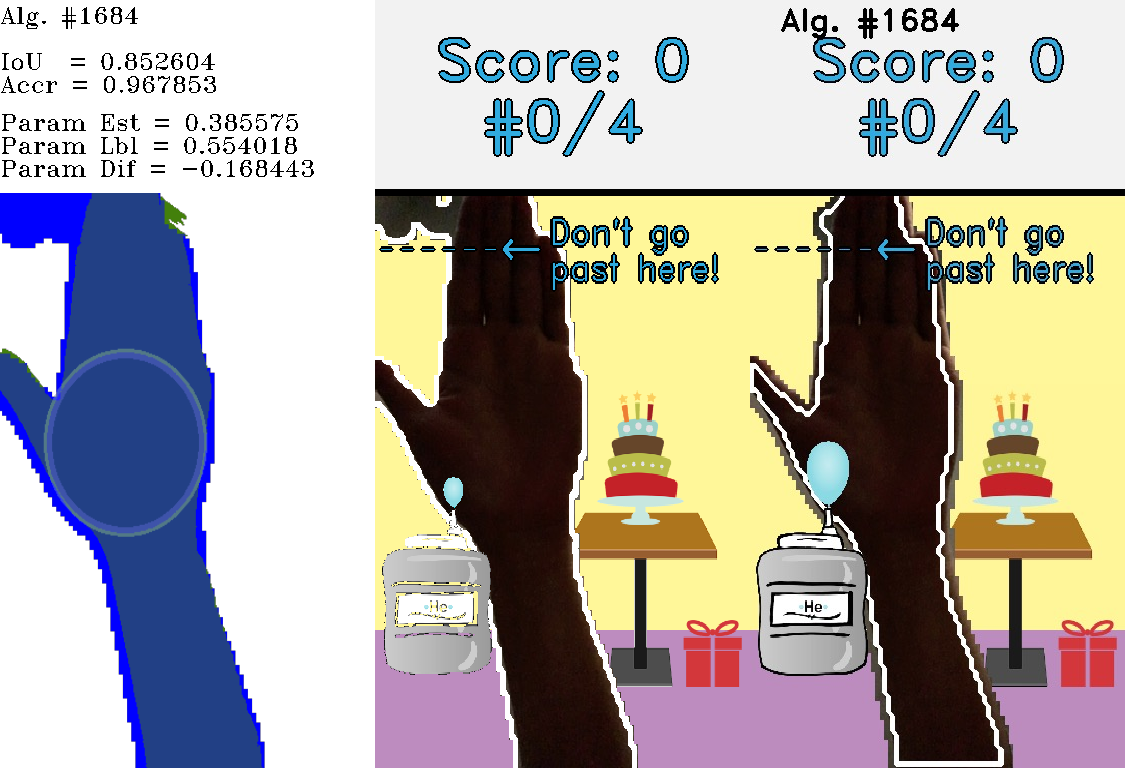 Alg. #1684
IoU = 0.852604
Accr = 0.967853
Param Est = 0.385575
Param Lbl = 0.554018
Param Dif = −0.168443
Score: 0
#0/4
Don't go
past here!
He
Alg. #1684
Score: 0
#0/4
Don't go
past here!
He